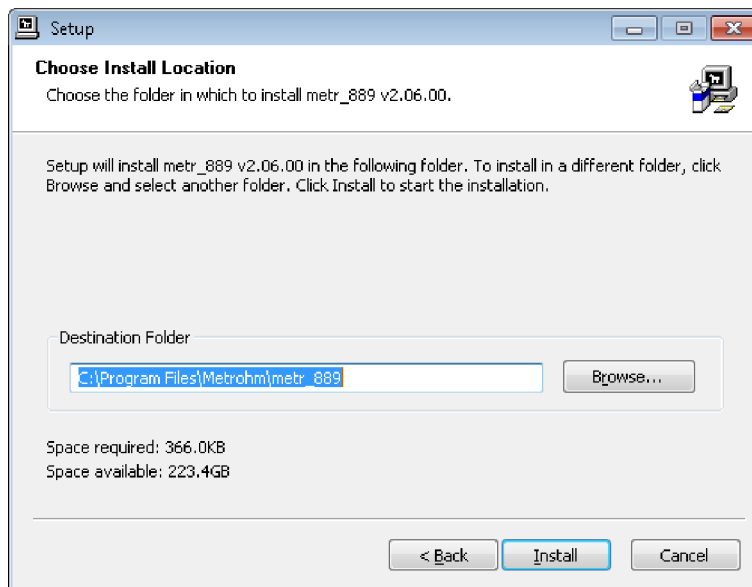 Setup
Choose Install Location
Choose the folder in which to install metr_889 v2.06.00.
Setup will install metr_889 v2.06.00 in the following folder. To install in a different folder, click
Browse and select another folder. Click Install to start the installation.
Destination Folder
C:\Program Files\Metrohm\metr_889
Browse...
Space required: 366.0KB
Space available: 223.4GB
< Back
Install
Cancel